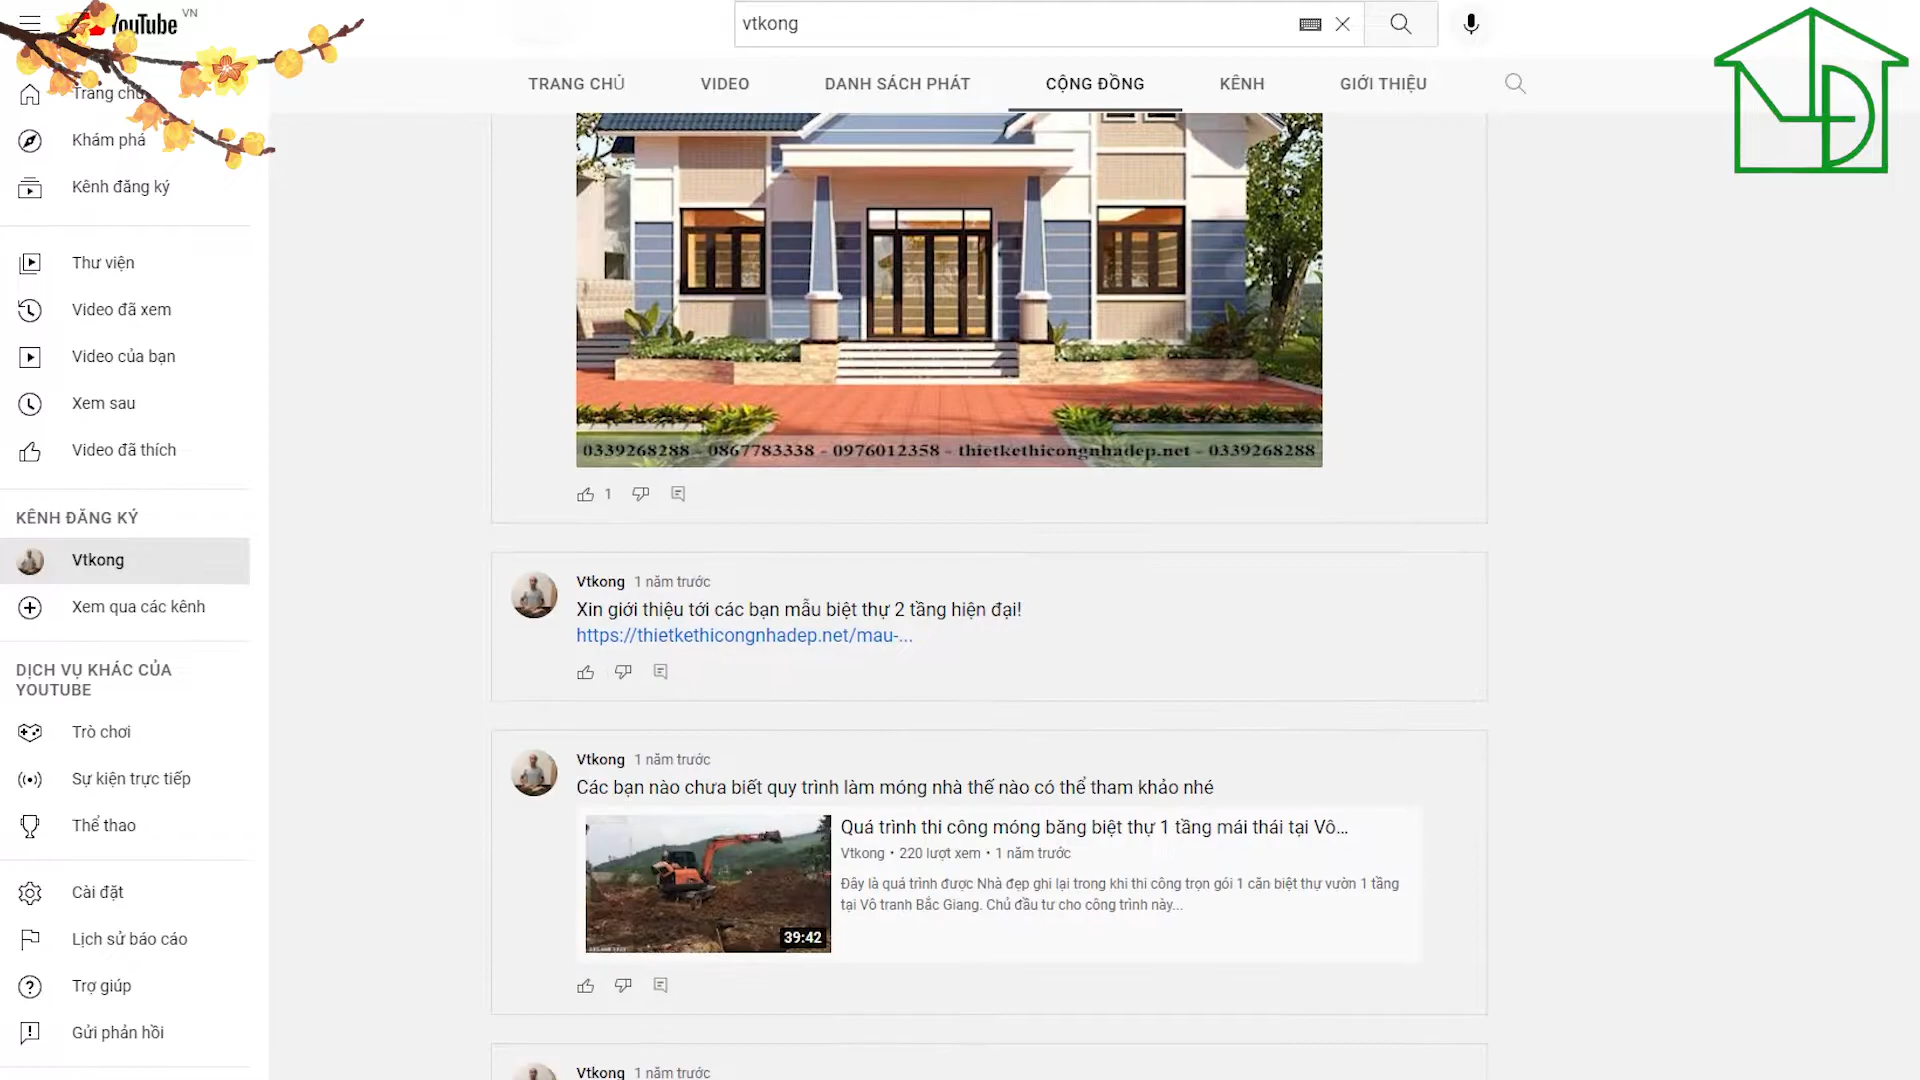 YouTube VN
vtkong
TRANG CHỦ VIDEO DANH SÁCH PHÁT CỘNG ĐỒNG KÊNH GIỚI THIỆU
Trang chủ
Khám phá
Kênh đăng ký
Thư viện
Video đã xem
Video của bạn
Xem sau
Video đã thích
KÊNH ĐĂNG KÝ
Vtkong
Xem qua các kênh
DỊCH VỤ KHÁC CỦA
YOUTUBE
Trò chơi
Sự kiện trực tiếp
Thể thao
Cài đặt
Lịch sử báo cáo
Trợ giúp
Gửi phản hồi
0339268288 - 0867783338 - 0976012358 - thietkethicongnhadep.net - 0339268288
1
Vtkong 1 năm trước
Xin giới thiệu tới các bạn mẫu biệt thự 2 tầng hiện đại!
https://thietkethicongnhadep.net/mau-...
Vtkong 1 năm trước
Các bạn nào chưa biết quy trình làm móng nhà thế nào có thể tham khảo nhé
Quá trình thi công móng băng biệt thự 1 tầng mái thái tại Vô...
Vtkong • 220 lượt xem • 1 năm trước
Đây là quá trình được Nhà đẹp ghi lại trong khi thi công trọn gói 1 căn biệt thự vườn 1 tầng
tại Vô tranh Bắc Giang. Chủ đầu tư cho công trình này...
39:42
Vtkong 1 năm trước